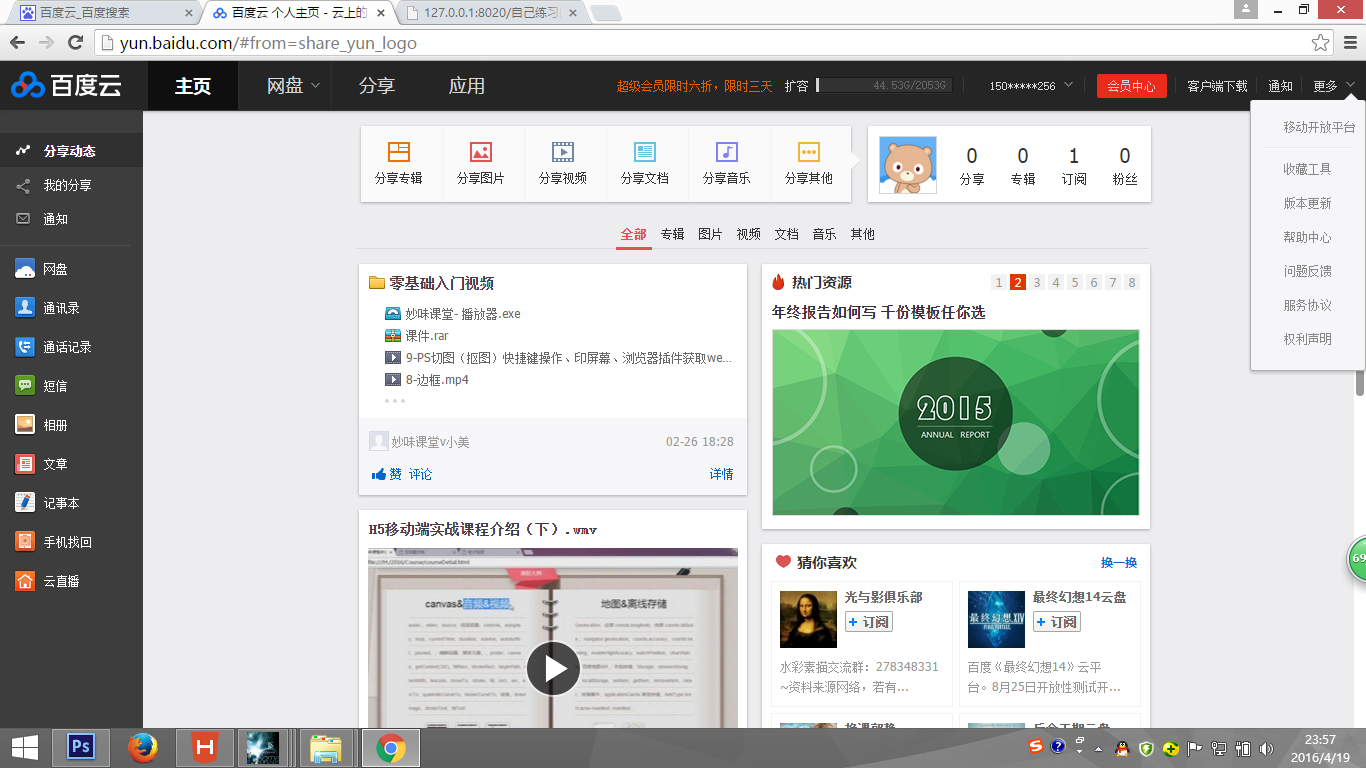 百度云_百度搜索
百度云 个人主页 - 云上的
127.0.0.1:8020/自己练习
yun.baidu.com/#from=share_yun_logo
百度云
主页
网盘
分享
应用
超级会员限时六折，限时三天
扩容
44.53G/2053G
150*****256
会员中心
客户端下载
通知
更多
移动开放平台
收藏工具
版本更新
帮助中心
问题反馈
服务协议
权利声明
分享动态
我的分享
通知
网盘
通讯录
通话记录
短信
相册
文章
记事本
手机找回
云直播
分享专辑
分享图片
分享视频
分享文档
分享音乐
分享其他
0 0 1 0
分享 专辑 订阅 粉丝
全部 专辑 图片 视频 文档 音乐 其他
零基础入门视频
妙味课堂- 播放器.exe
课件.rar
9-PS切图（抠图）快捷键操作、印屏幕、浏览器插件获取we...
8-边框.mp4
妙味课堂v小美
02-26 18:28
赞 评论
详情
H5移动端实战课程介绍（下）.wmv
canvas&音频&视频
地图&离线存储
热门资源
1 2 3 4 5 6 7 8
年终报告如何写 千份模板任你选
2015
ANNUAL REPORT
猜你喜欢
换一换
光与影俱乐部
+ 订阅
水彩素描交流群：278348331
~资料来源网络，若有...
最终幻想XIV
最终幻想14云盘
+ 订阅
百度《最终幻想14》云平
台。8月25日开放性测试开...
69
Ps
23:57
2016/4/19